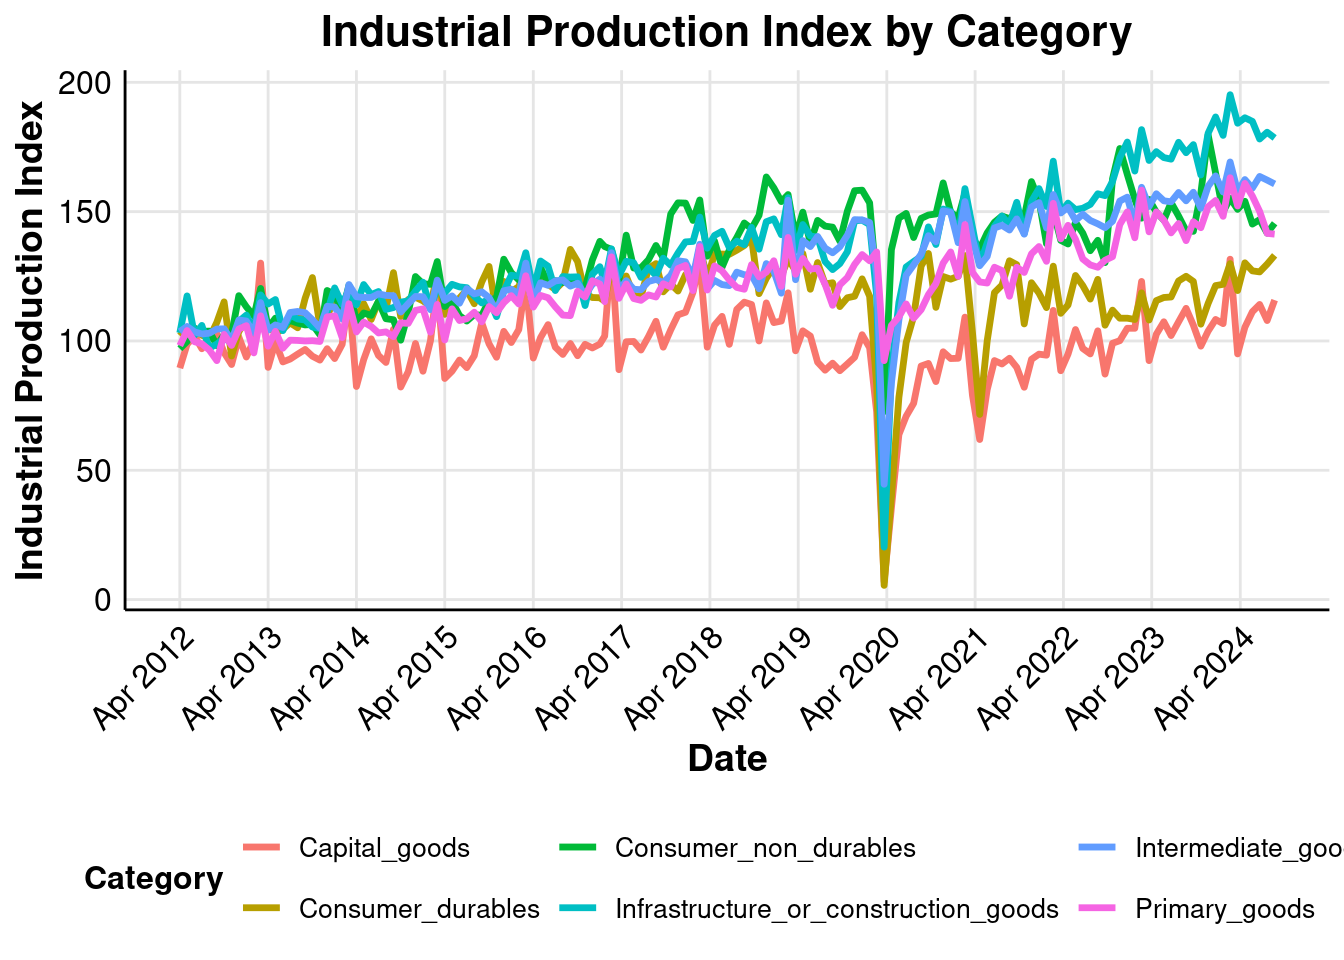 Industrial Production Index by Category
Industrial Production Index
200
150
100
50
0
Apr 2012
Apr 2013
Apr 2014
Apr 2015
Apr 2016
Apr 2017
Apr 2018
Apr 2019
Apr 2020
Apr 2021
Apr 2022
Apr 2023
Apr 2024
Date
Category
Capital_goods
Consumer_non_durables
Intermediate_goo
Consumer_durables
Infrastructure_or_construction_goods
Primary_goods